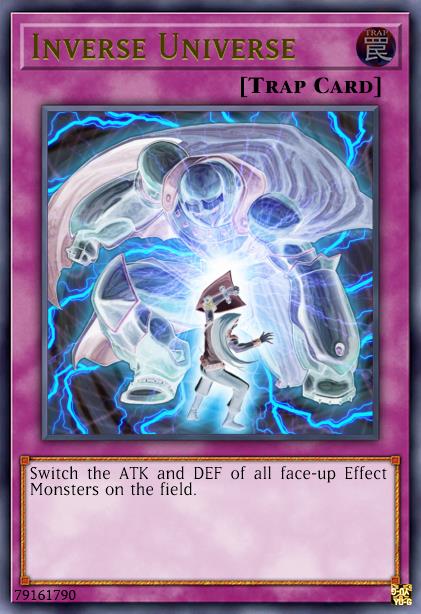 Inverse Universe
TRAP
罠
[Trap Card]
Switch the ATK and DEF of all face-up Effect
Monsters on the field.
79161790